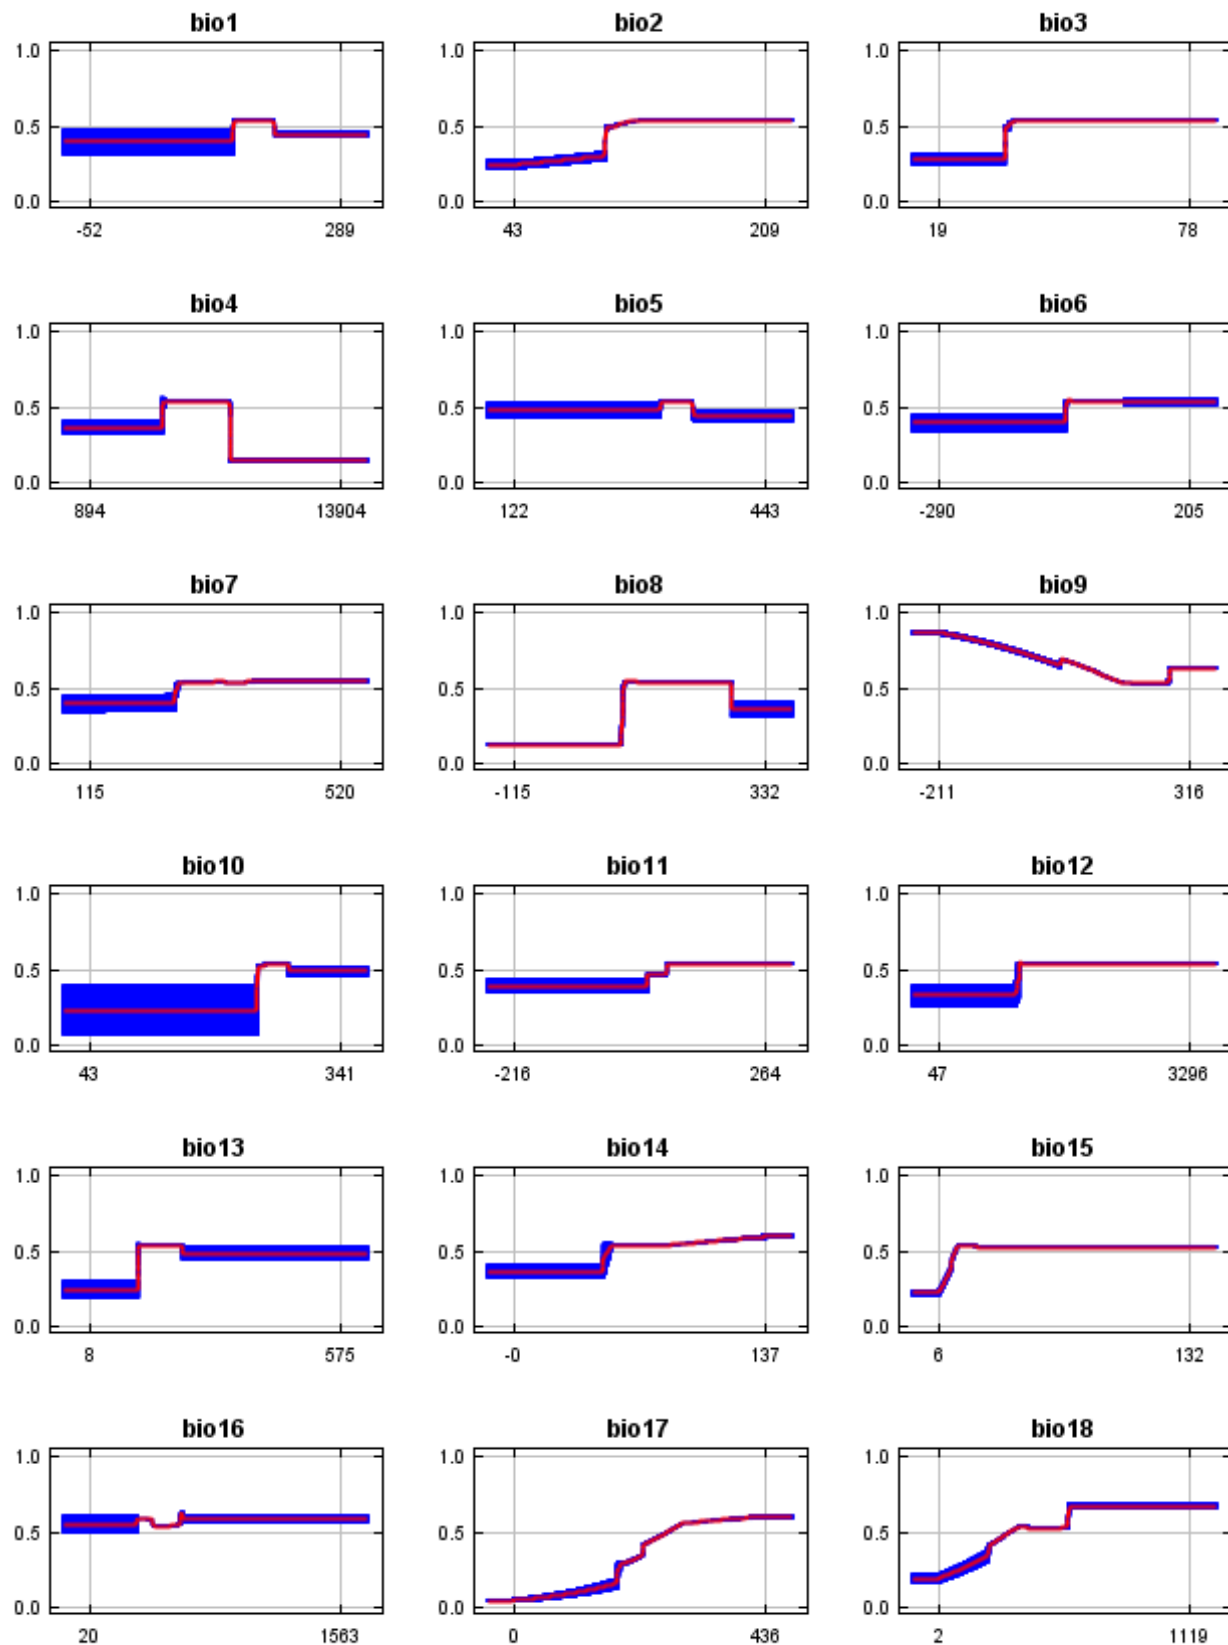 bio1 bio2 bio3
1.0 1.0 1.0
0.5 0.5 0.5
0.0 0.0 0.0
-52 289 43 209 19 78
bio4 bio5 bio6
1.0 1.0 1.0
0.5 0.5 0.5
0.0 0.0 0.0
894 13904 122 443 -290 205
bio7 bio8 bio9
1.0 1.0 1.0
0.5 0.5 0.5
0.0 0.0 0.0
115 520 -115 332 -211 316
bio10 bio11 bio12
1.0 1.0 1.0
0.5 0.5 0.5
0.0 0.0 0.0
43 341 -216 264 47 3296
bio13 bio14 bio15
1.0 1.0 1.0
0.5 0.5 0.5
0.0 0.0 0.0
8 575 -0 137 6 132
bio16 bio17 bio18
1.0 1.0 1.0
0.5 0.5 0.5
0.0 0.0 0.0
20 1563 0 436 2 1119